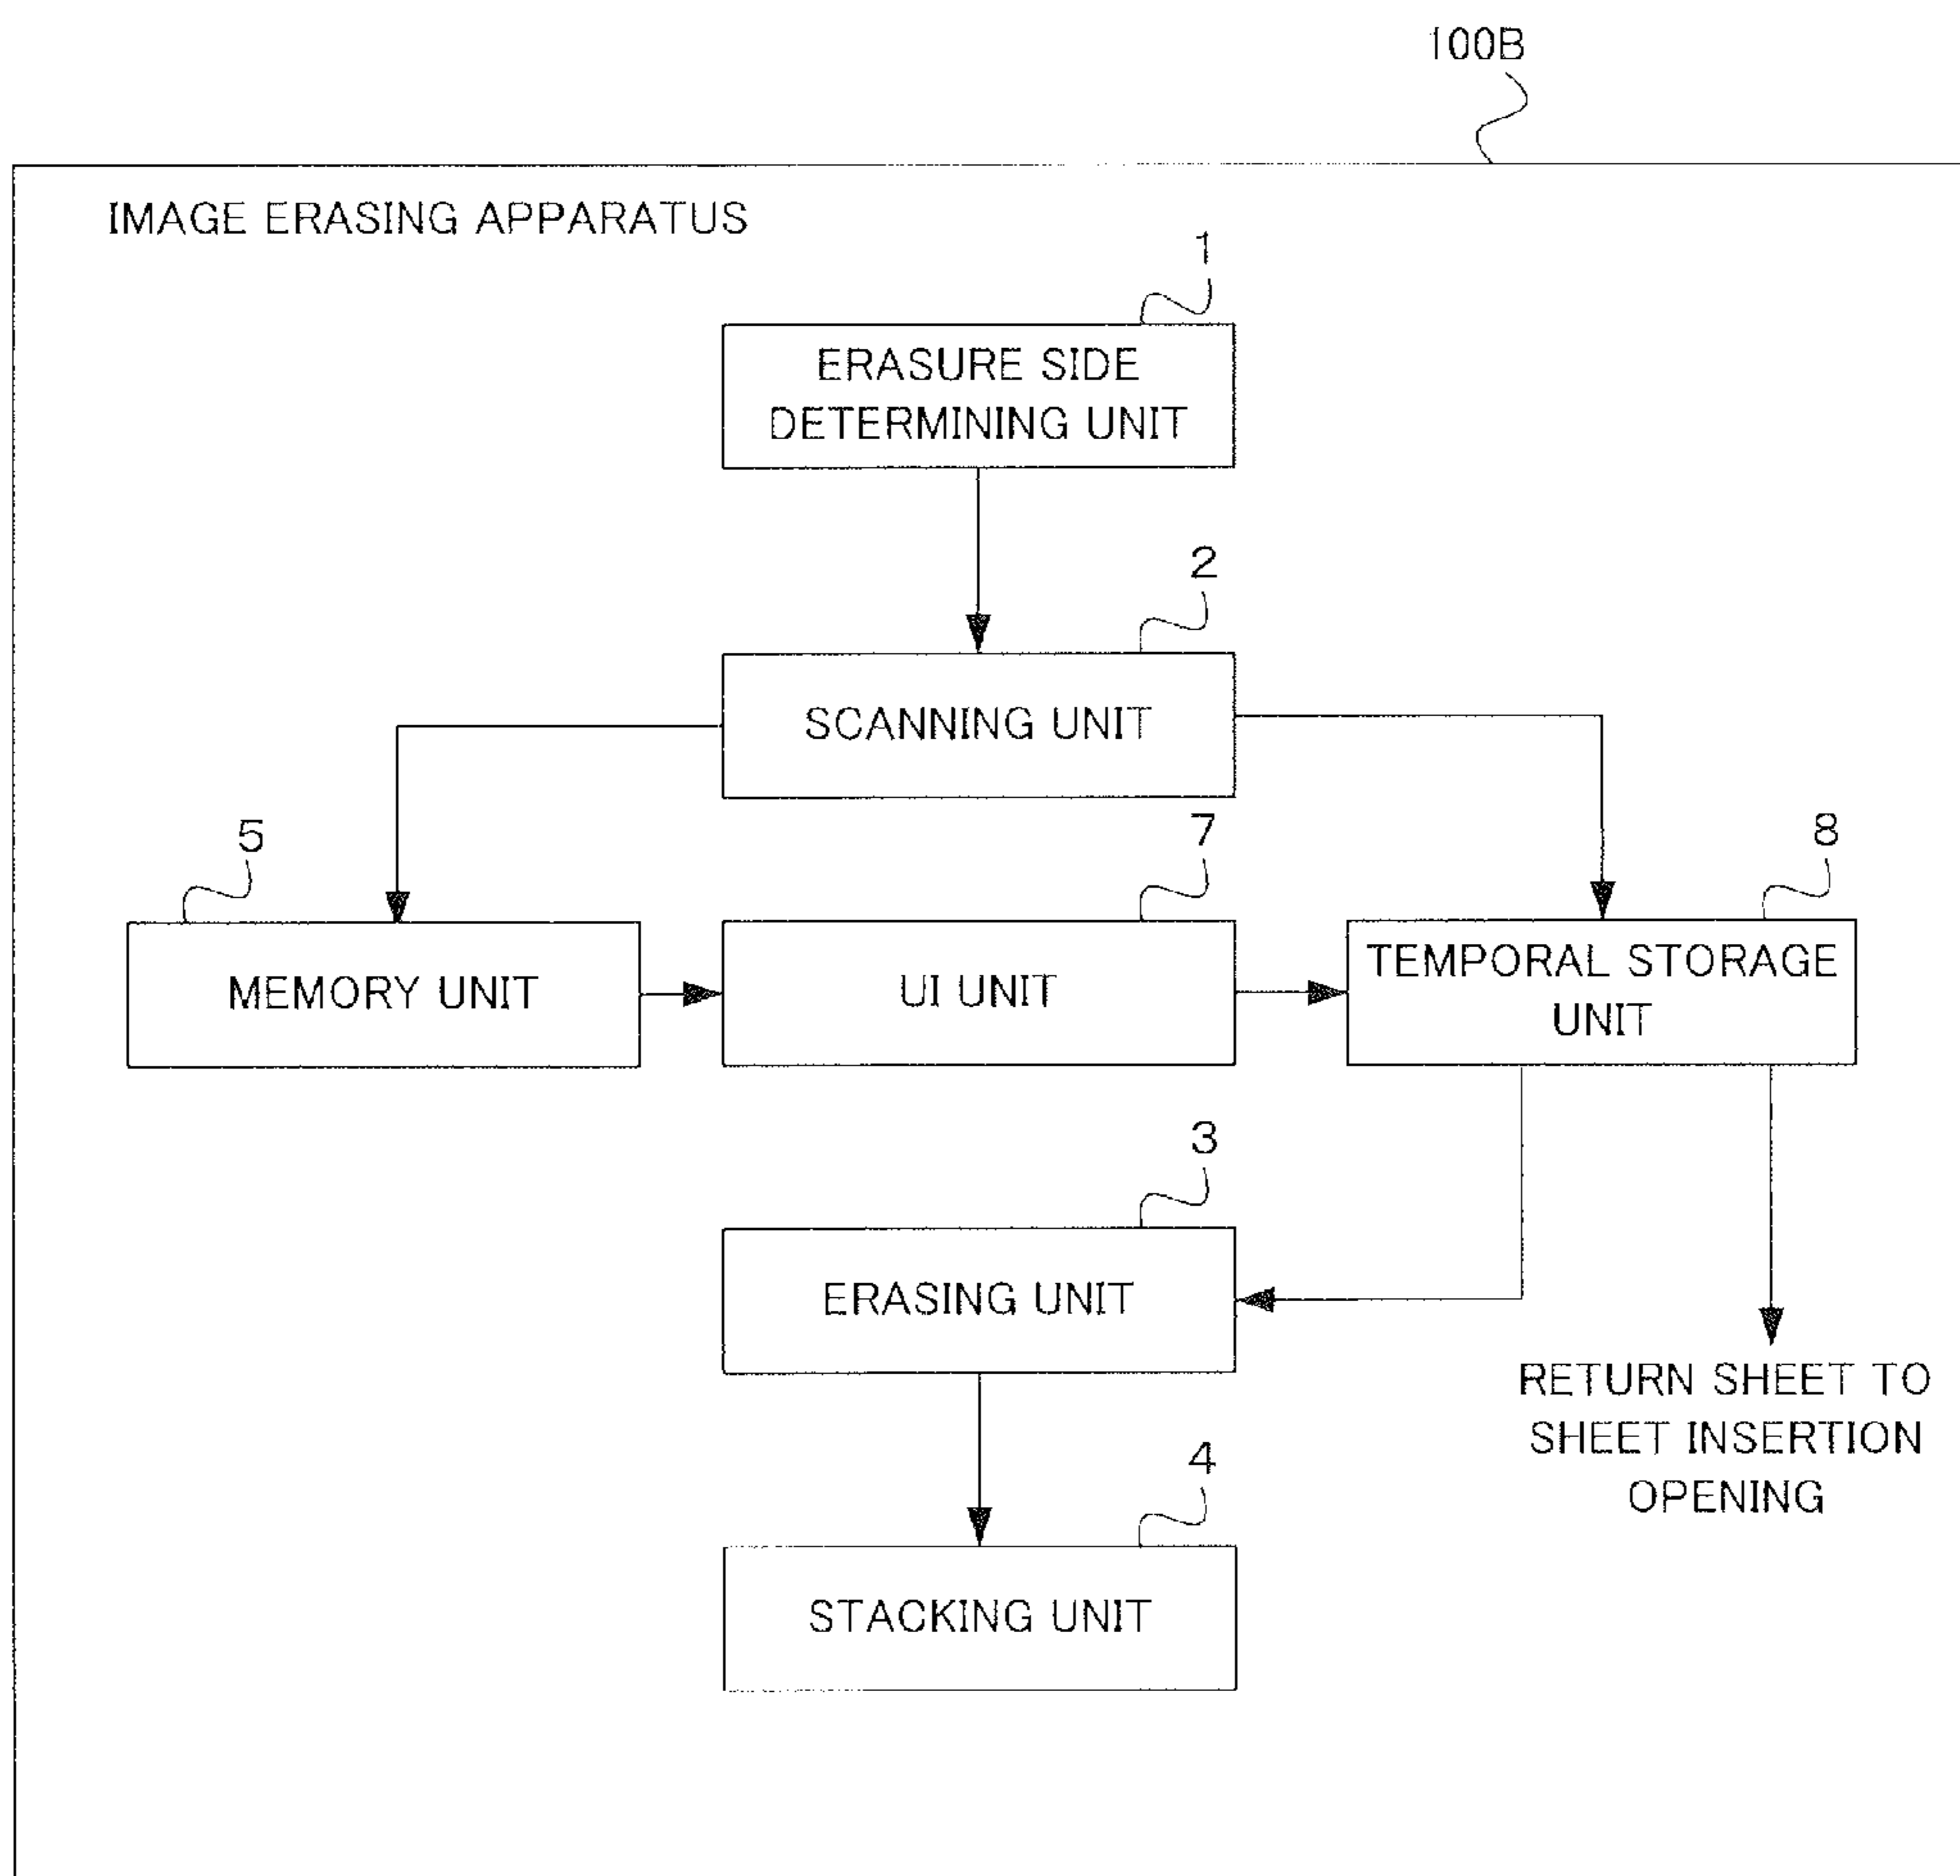 100B
IMAGE ERASING APPARATUS
1
ERASURE SIDE
DETERMINING UNIT
2
SCANNING UNIT
5
MEMORY UNIT
7
UI UNIT
8
TEMPORAL STORAGE
UNIT
3
ERASING UNIT
RETURN SHEET TO
SHEET INSERTION
OPENING
4
STACKING UNIT